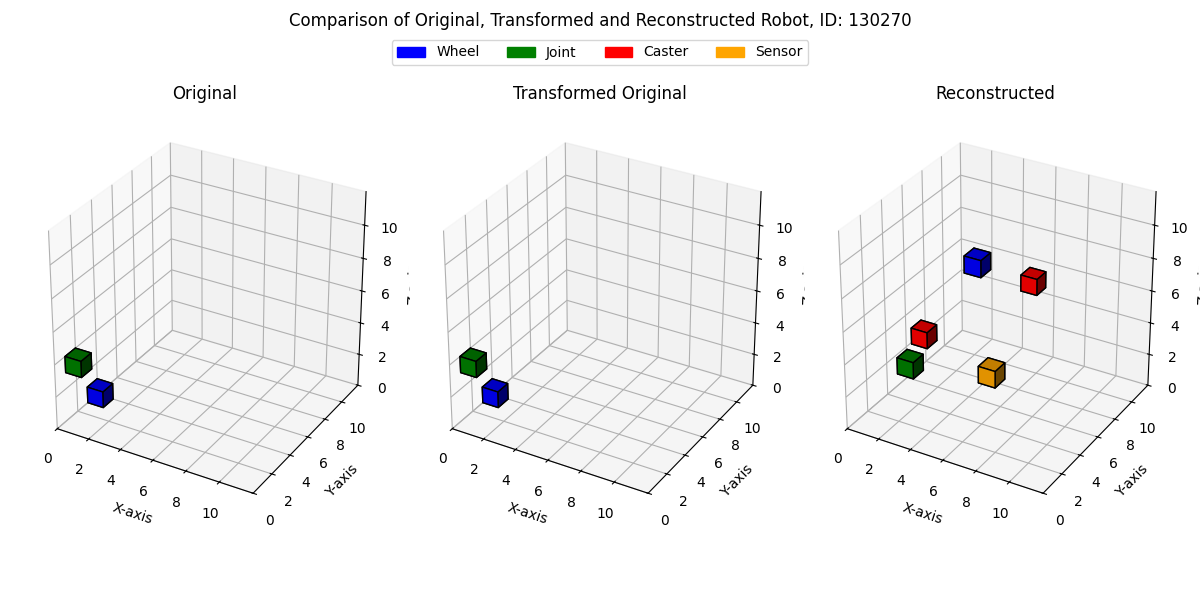 Comparison of Original, Transformed and Reconstructed Robot, ID: 130270
Wheel Joint Caster Sensor
Original Transformed Original Reconstructed
10 10 10
8 8 8
6 6 6
4 4 4
2 2 2
0 0 0
0 2 4 6 8 10 0 2 4 6 8 10 0 2 4 6 8 10
X-axis X-axis X-axis
0 2 4 6 8 10 0 2 4 6 8 10 0 2 4 6 8 10
Y-axis Y-axis Y-axis